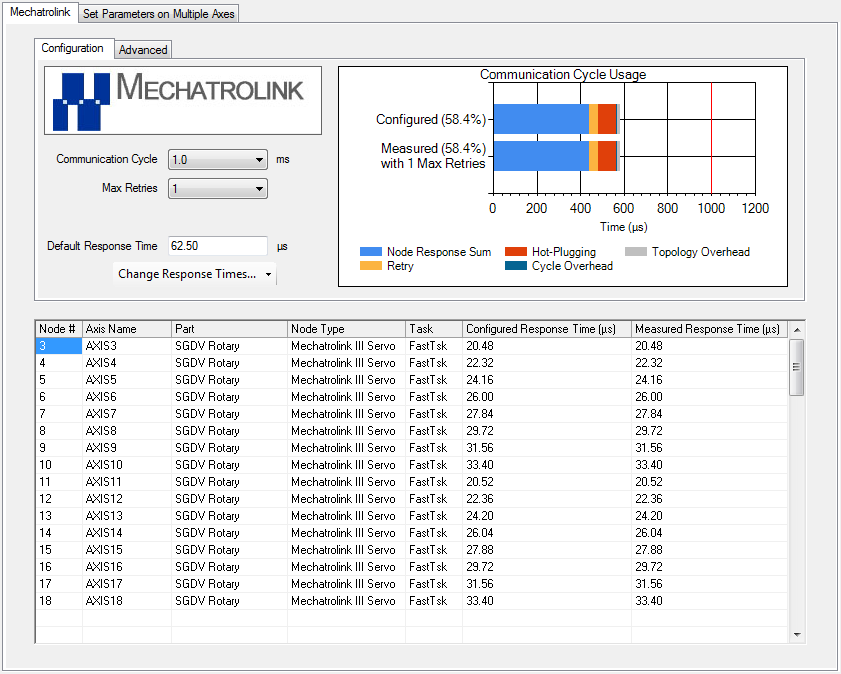 Mechatrolink Set Parameters on Multiple Axes
Configuration Advanced
MECHATROLINK
Communication Cycle 1.0 ms
Max Retries 1
Default Response Time 62.50 µs
Change Response Times...
Communication Cycle Usage
Configured (58.4%)
Measured (58.4%)
with 1 Max Retries
0 200 400 600 800 1000 1200
Time (µs)
Node Response Sum Hot-Plugging Topology Overhead
Retry Cycle Overhead
Node # Axis Name Part Node Type Task Configured Response Time (µs) Measured Response Time (µs)
3 AXIS3 SGDV Rotary Mechatrolink III Servo FastTsk 20.48 20.48
4 AXIS4 SGDV Rotary Mechatrolink III Servo FastTsk 22.32 22.32
5 AXIS5 SGDV Rotary Mechatrolink III Servo FastTsk 24.16 24.16
6 AXIS6 SGDV Rotary Mechatrolink III Servo FastTsk 26.00 26.00
7 AXIS7 SGDV Rotary Mechatrolink III Servo FastTsk 27.84 27.84
8 AXIS8 SGDV Rotary Mechatrolink III Servo FastTsk 29.72 29.72
9 AXIS9 SGDV Rotary Mechatrolink III Servo FastTsk 31.56 31.56
10 AXIS10 SGDV Rotary Mechatrolink III Servo FastTsk 33.40 33.40
11 AXIS11 SGDV Rotary Mechatrolink III Servo FastTsk 20.52 20.52
12 AXIS12 SGDV Rotary Mechatrolink III Servo FastTsk 22.36 22.36
13 AXIS13 SGDV Rotary Mechatrolink III Servo FastTsk 24.20 24.20
14 AXIS14 SGDV Rotary Mechatrolink III Servo FastTsk 26.04 26.04
15 AXIS15 SGDV Rotary Mechatrolink III Servo FastTsk 27.88 27.88
16 AXIS16 SGDV Rotary Mechatrolink III Servo FastTsk 29.72 29.72
17 AXIS17 SGDV Rotary Mechatrolink III Servo FastTsk 31.56 31.56
18 AXIS18 SGDV Rotary Mechatrolink III Servo FastTsk 33.40 33.40